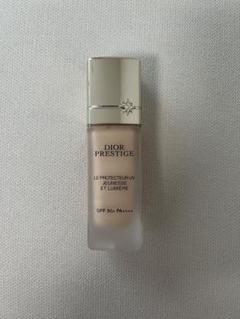 DIOR
PRESTIGE
LE PROTECTEUR UV
JEUNESSE
ET LUMIÈRE
SPF 50+ PA++++